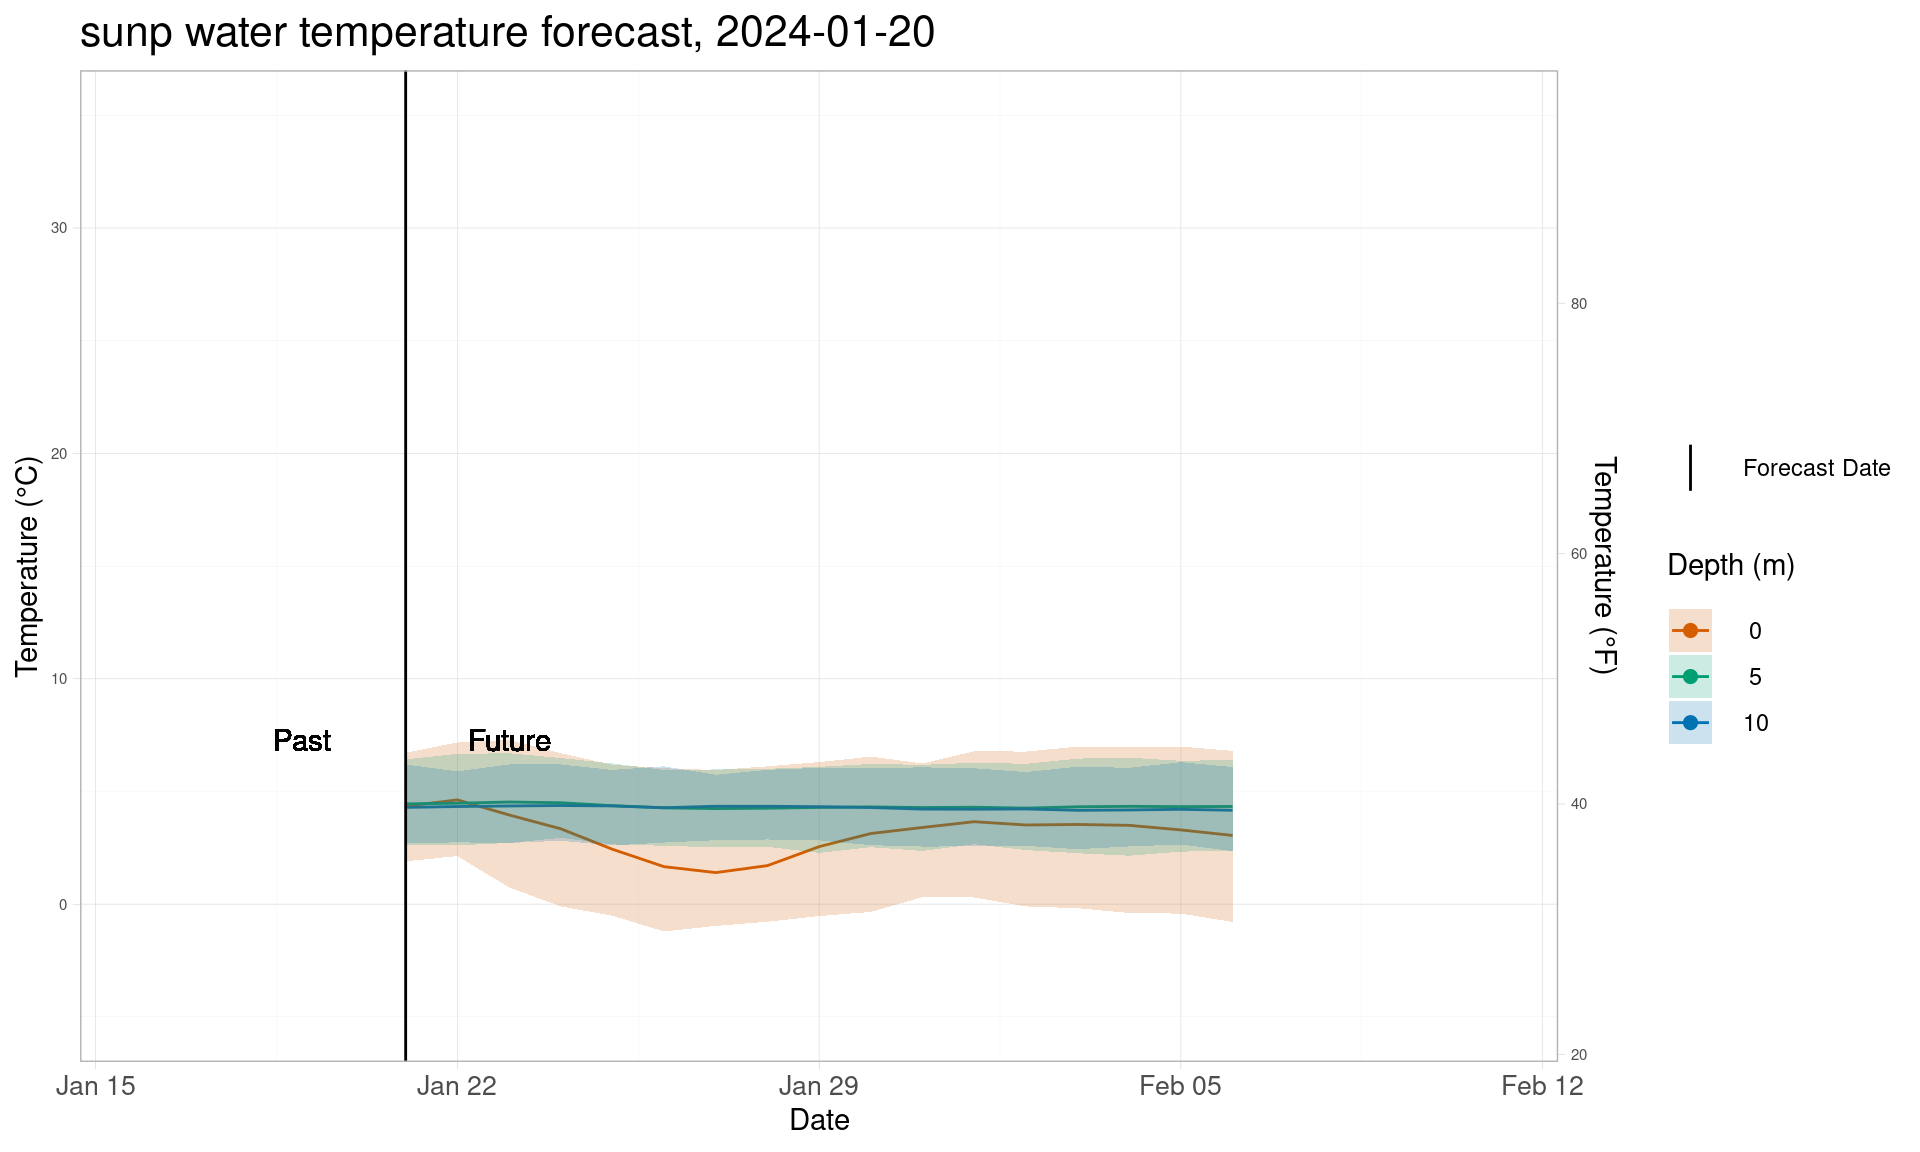 sunp water temperature forecast, 2024-01-20
Temperature (°C)
30
20
10
0
Past
Future
80
60
40
20
Temperature (°F)
Jan 15
Jan 22
Jan 29
Feb 05
Feb 12
Date
Forecast Date
Depth (m)
0
5
10